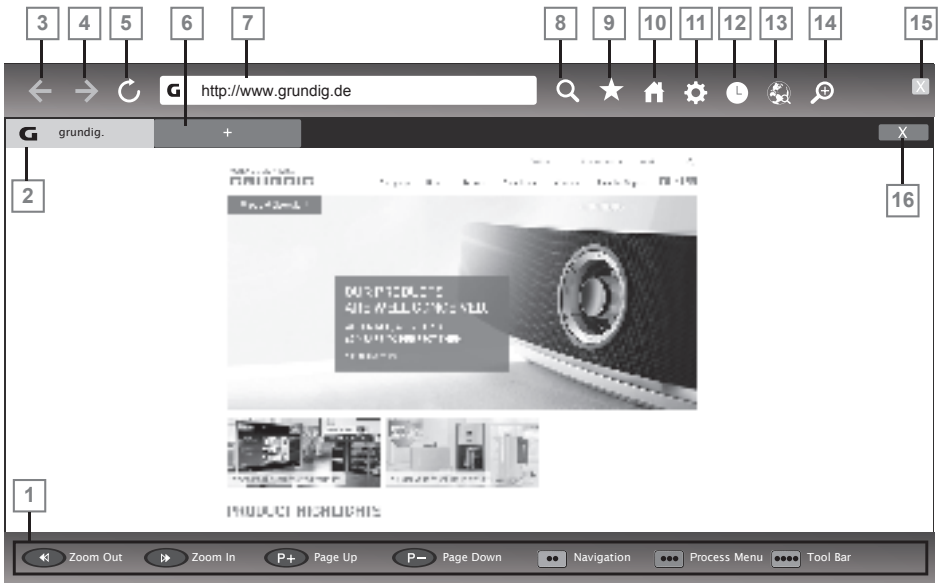 3 4 5 6 7 8 9 10 11 12 13 14 15
G http://www.grundig.de X
G grundig. + X
2 16
OUR PRODUCTS
ARE WELL CONCEIVED.
PRODUCT HIGHLIGHTS
1
Zoom Out Zoom In P+ Page Up P− Page Down Navigation Process Menu Tool Bar